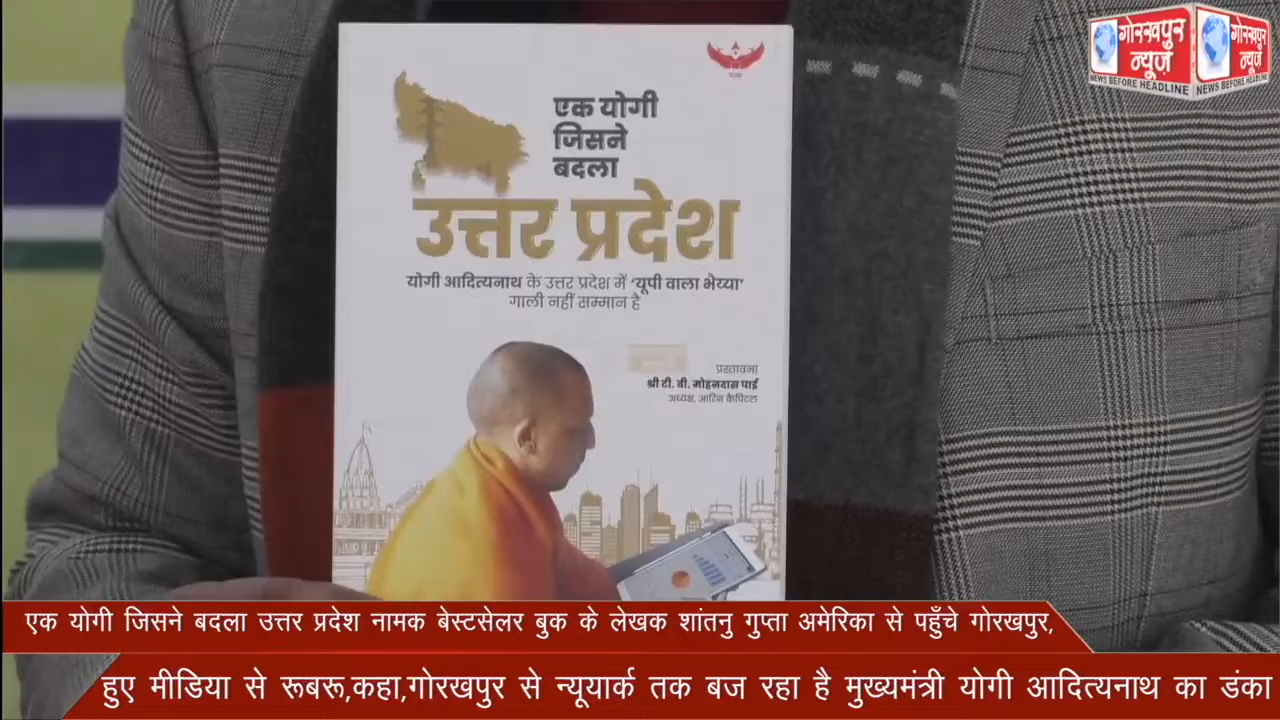 गोरखपुर
न्यूज़
NEWS BEFORE HEADLINE
गोरखपुर
न्यूज़
NEWS BEFORE HEADLINE
एक योगी
जिसने
बदला
उत्तर प्रदेश
योगी आदित्यनाथ के उत्तर प्रदेश में ‘यूपी वाला भैय्या’
गाली नहीं सम्मान है
प्रस्तावना
श्री टी. वी. मोहनदास पाई
अध्यक्ष, आरिन कैपिटल
एक योगी जिसने बदला उत्तर प्रदेश नामक बेस्टसेलर बुक के लेखक शांतनु गुप्ता अमेरिका से पहुँचे गोरखपुर,
हुए मीडिया से रूबरू,कहा,गोरखपुर से न्यूयार्क तक बज रहा है मुख्यमंत्री योगी आदित्यनाथ का डंका